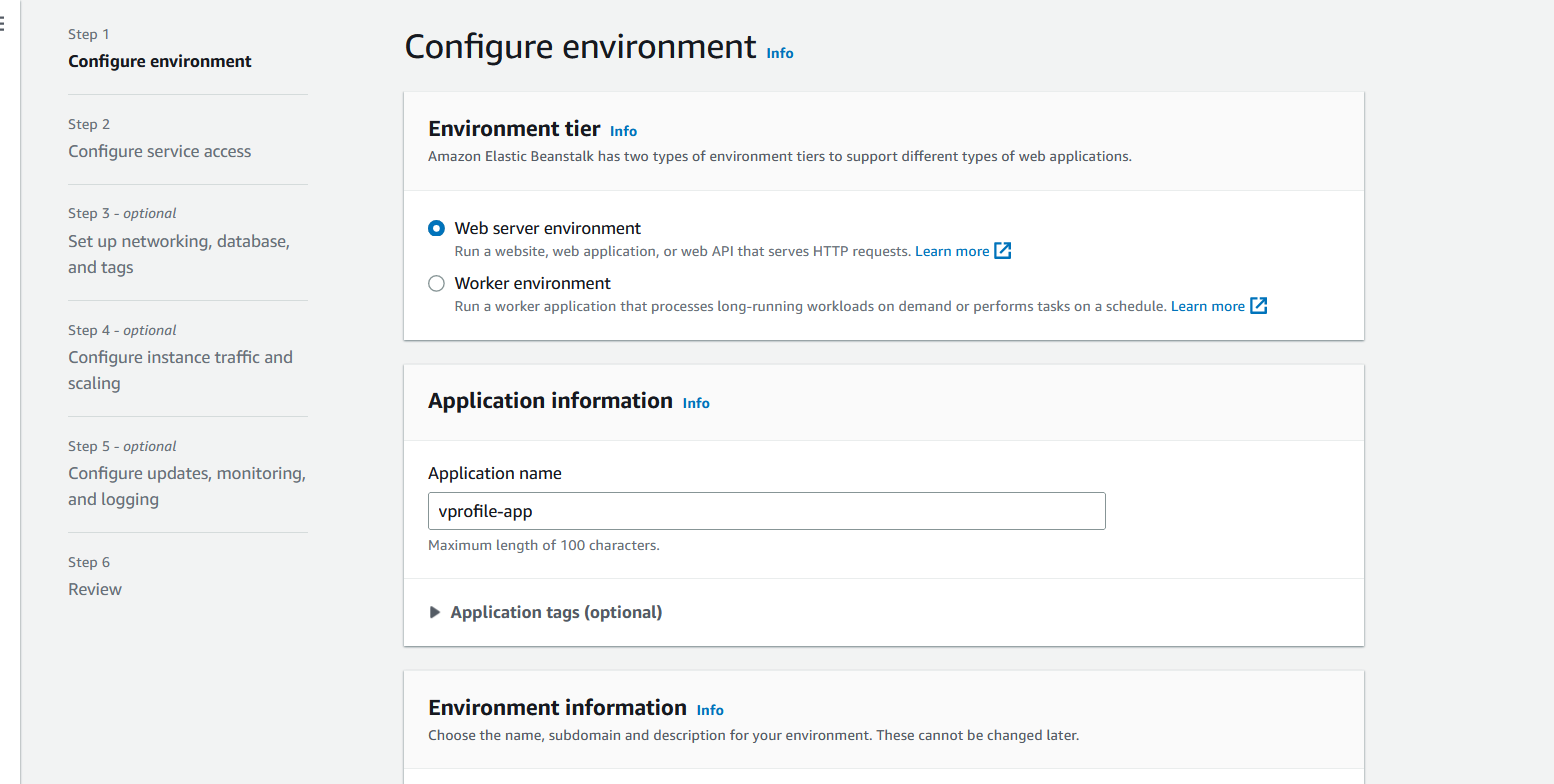 Step 1
Configure environment
Step 2
Configure service access
Step 3 - optional
Set up networking, database,
and tags
Step 4 - optional
Configure instance traffic and
scaling
Step 5 - optional
Configure updates, monitoring,
and logging
Step 6
Review
Configure environment Info
Environment tier Info
Amazon Elastic Beanstalk has two types of environment tiers to support different types of web applications.
Web server environment
Run a website, web application, or web API that serves HTTP requests. Learn more
Worker environment
Run a worker application that processes long-running workloads on demand or performs tasks on a schedule. Learn more
Application information Info
Application name
vprofile-app
Maximum length of 100 characters.
Application tags (optional)
Environment information Info
Choose the name, subdomain and description for your environment. These cannot be changed later.